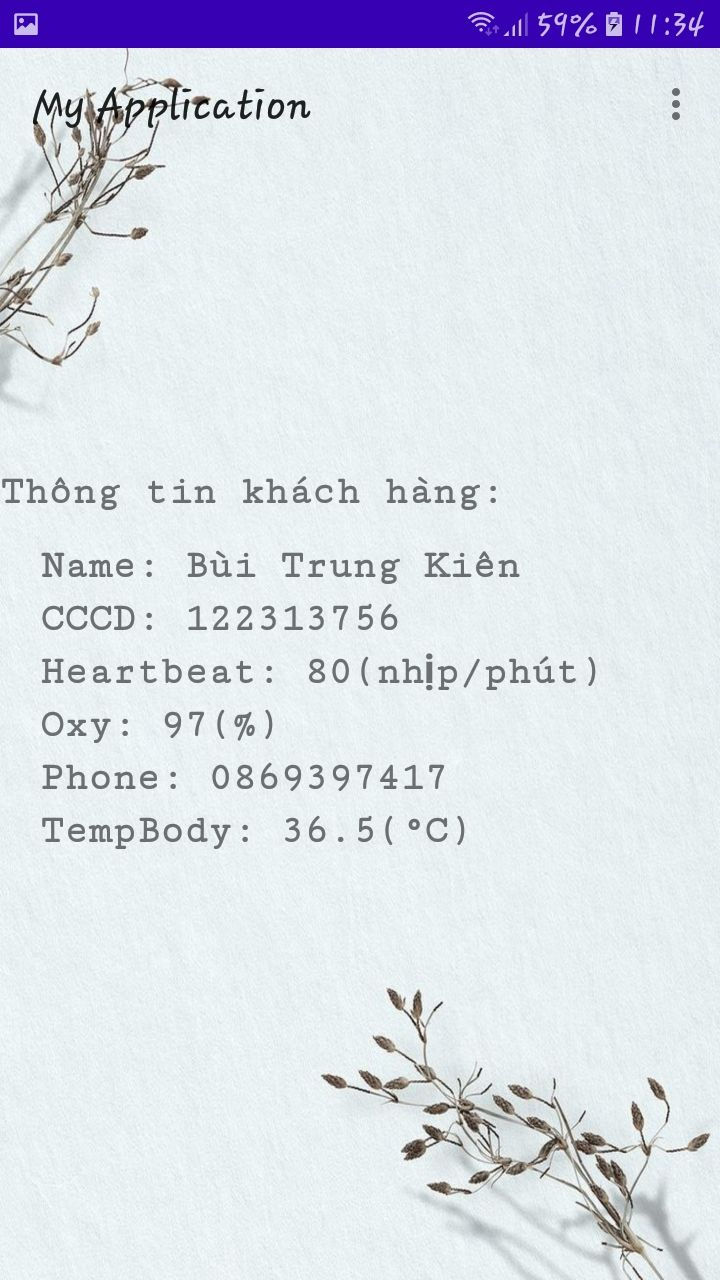 59% 11:34
My Application
Thông tin khách hàng:
Name: Bùi Trung Kiên
CCCD: 122313756
Heartbeat: 80(nhịp/phút)
Oxy: 97(%)
Phone: 0869397417
TempBody: 36.5(°C)